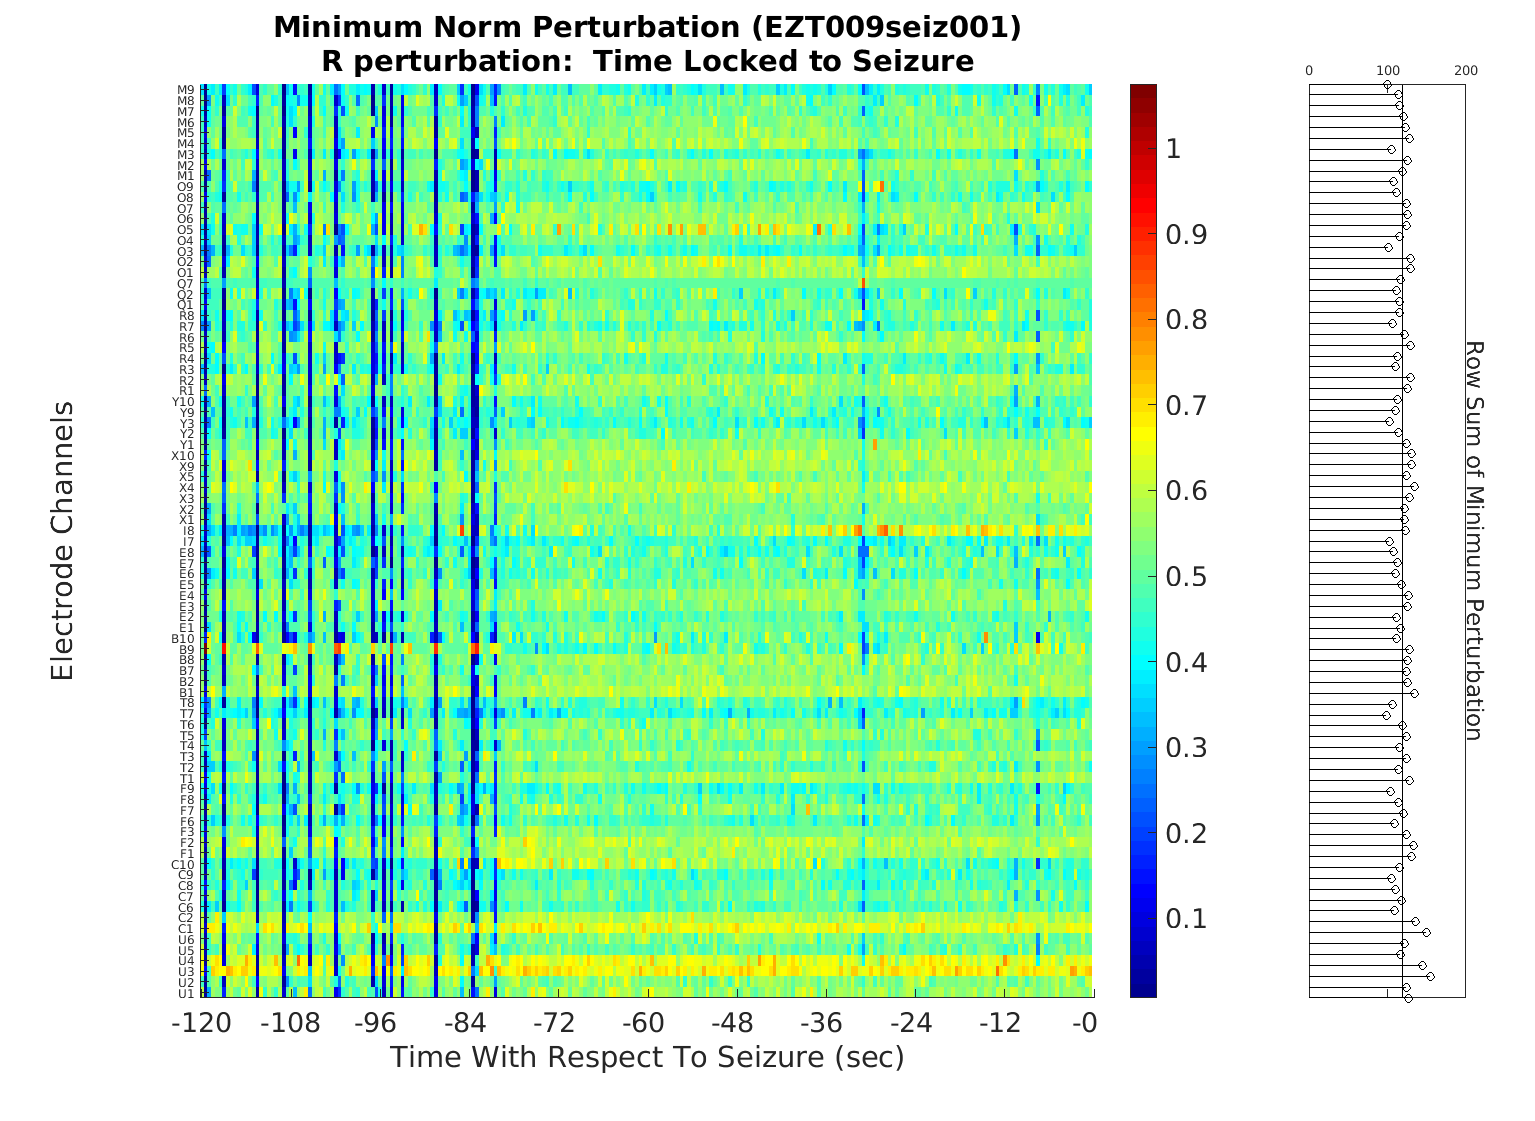 Minimum Norm Perturbation (EZT009seiz001)
R perturbation:  Time Locked to Seizure
Electrode Channels
M9
M8
M7
M6
M5
M4
M3
M2
M1
O9
O8
O7
O6
O5
O4
O3
O2
O1
Q7
Q2
Q1
R8
R7
R6
R5
R4
R3
R2
R1
Y10
Y9
Y3
Y2
Y1
X10
X9
X5
X4
X3
X2
X1
I8
I7
E8
E7
E6
E5
E4
E3
E2
E1
B10
B9
B8
B7
B2
B1
T8
T7
T6
T5
T4
T3
T2
T1
F9
F8
F7
F6
F3
F2
F1
C10
C9
C8
C7
C6
C2
C1
U6
U5
U4
U3
U2
U1
-120 -108 -96 -84 -72 -60 -48 -36 -24 -12 -0
Time With Respect To Seizure (sec)
1
0.9
0.8
0.7
0.6
0.5
0.4
0.3
0.2
0.1
0 100 200
Row Sum of Minimum Perturbation